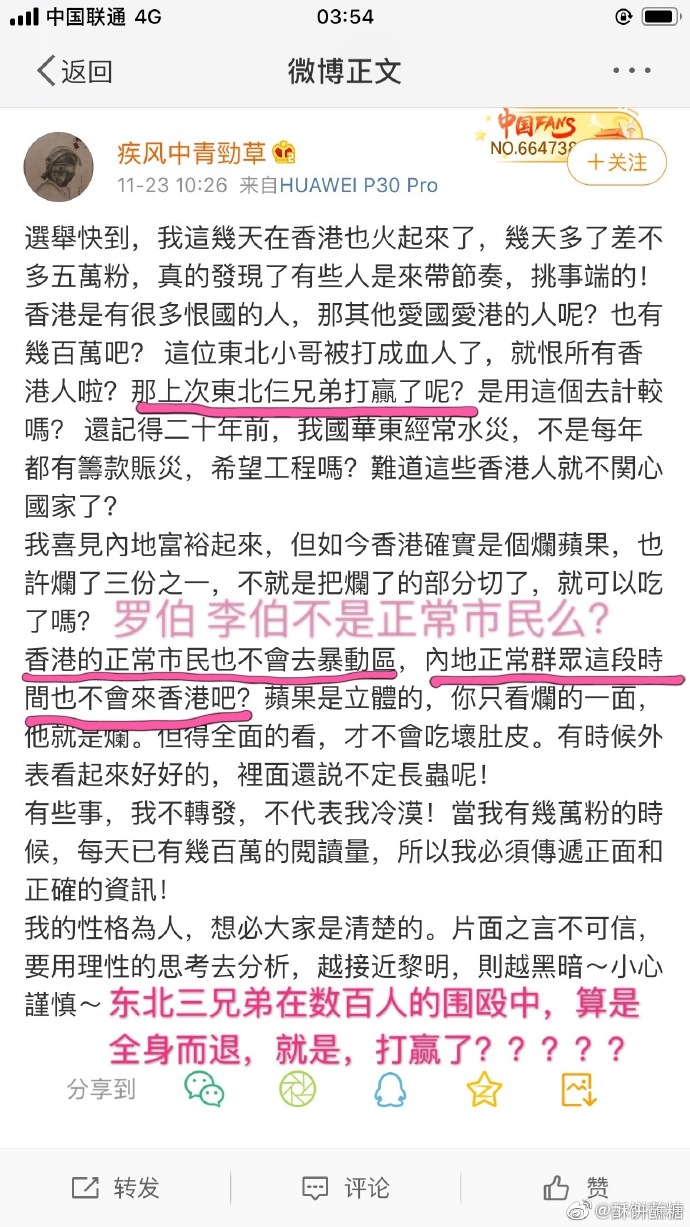 中国联通 4G
03:54
返回
微博正文
疾风中青勁草
中国FANS
NO.664738
+关注
11-23 10:26 来自HUAWEI P30 Pro
選舉快到，我這幾天在香港也火起來了，幾天多了差不
多五萬粉，真的發現了有些人是來帶節奏，挑事端的！
香港是有很多恨國的人，那其他愛國愛港的人呢？也有
幾百萬吧？ 這位東北小哥被打成血人了，就恨所有香
港人啦？那上次東北仨兄弟打贏了呢？是用這個去計較
嗎？ 還記得二十年前，我國華東經常水災，不是每年
都有籌款賑災，希望工程嗎？難道這些香港人就不関心
國家了？
我喜見內地富裕起來，但如今香港確實是個爛蘋果，也
許爛了三份之一，不就是把爛了的部分切了，就可以吃
了嗎？
罗伯 李伯不是正常市民么？
香港的正常市民也不會去暴動區，內地正常群眾這段時
間也不會來香港吧？蘋果是立體的，你只看爛的一面，
他就是爛。但得全面的看，才不會吃壞肚皮。有時候外
表看起來好好的，裡面還説不定長蟲呢！
有些事，我不轉發，不代表我冷漠！當我有幾萬粉的時
候，每天已有幾百萬的閱讀量，所以我必須傳遞正面和
正確的資訊！
我的性格為人，想必大家是清楚的。片面之言不可信，
要用理性的思考去分析，越接近黎明，則越黑暗～小心
謹慎～
东北三兄弟在数百人的围殴中，算是
全身而退，就是，打赢了？？？？？
分享到
转发
评论
赞
@酥饼蘸糖